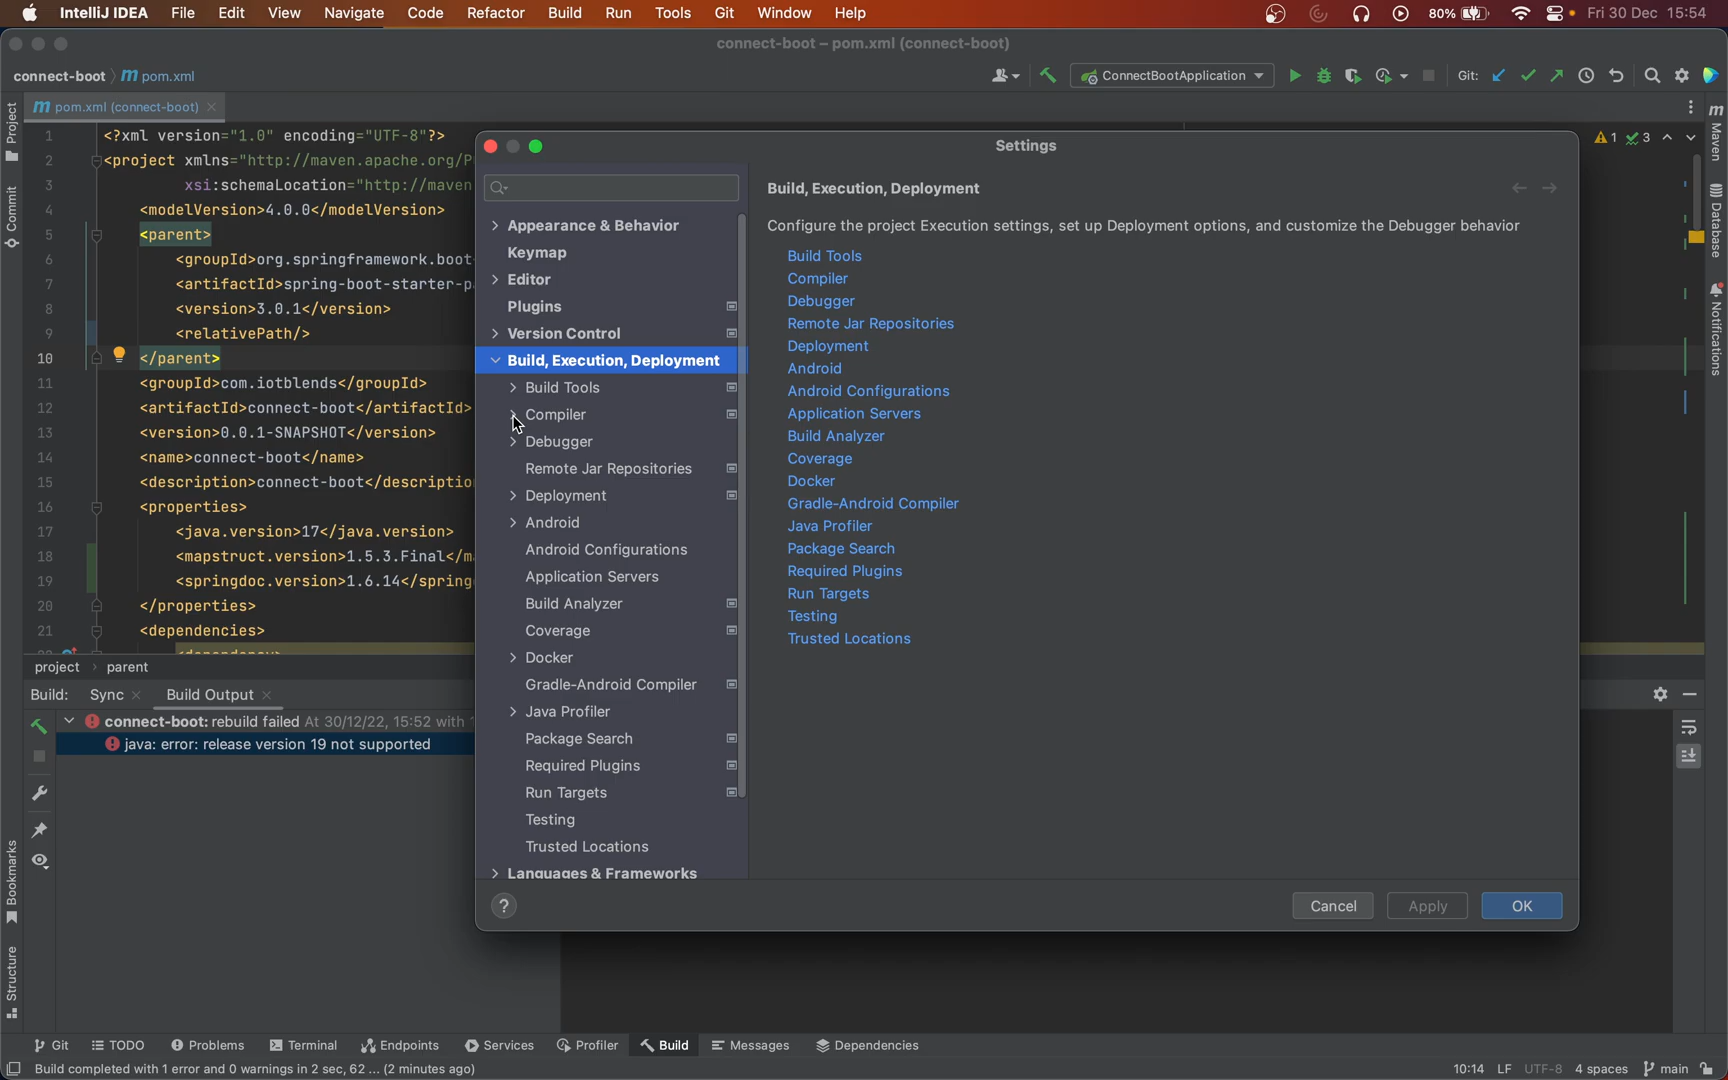 IntelliJ IDEA File Edit View Navigate Code Refactor Build Run Tools Git Window Help 80% Fri 30 Dec 15:54
connect-boot – pom.xml (connect-boot)
connect-boot pom.xml ConnectBootApplication Git:
pom.xml (connect-boot)
Project
Commit
Bookmarks
Structure
1 <?xml version="1.0" encoding="UTF-8"?>
2 <project xmlns="http://maven.apache.org/P
3 xsi:schemaLocation="http://maven
4 <modelVersion>4.0.0</modelVersion>
5 <parent>
6 <groupId>org.springframework.boot
7 <artifactId>spring-boot-starter-p
8 <version>3.0.1</version>
9 <relativePath/>
10 </parent>
11 <groupId>com.iotblends</groupId>
12 <artifactId>connect-boot</artifactId>
13 <version>0.0.1-SNAPSHOT</version>
14 <name>connect-boot</name>
15 <description>connect-boot</description
16 <properties>
17 <java.version>17</java.version>
18 <mapstruct.version>1.5.3.Final</m
19 <springdoc.version>1.6.14</spring
20 </properties>
21 <dependencies>
project parent
Build: Sync Build Output
connect-boot: rebuild failed At 30/12/22, 15:52 with 1
java: error: release version 19 not supported
Settings
Appearance & Behavior
Keymap
Editor
Plugins
Version Control
Build, Execution, Deployment
Build Tools
Compiler
Debugger
Remote Jar Repositories
Deployment
Android
Android Configurations
Application Servers
Build Analyzer
Coverage
Docker
Gradle-Android Compiler
Java Profiler
Package Search
Required Plugins
Run Targets
Testing
Trusted Locations
Languages & Frameworks
Build, Execution, Deployment
Configure the project Execution settings, set up Deployment options, and customize the Debugger behavior
Build Tools
Compiler
Debugger
Remote Jar Repositories
Deployment
Android
Android Configurations
Application Servers
Build Analyzer
Coverage
Docker
Gradle-Android Compiler
Java Profiler
Package Search
Required Plugins
Run Targets
Testing
Trusted Locations
? Cancel Apply OK
1 3
Maven
Database
Notifications
Git TODO Problems Terminal Endpoints Services Profiler Build Messages Dependencies
Build completed with 1 error and 0 warnings in 2 sec, 62 ... (2 minutes ago) 10:14 LF UTF-8 4 spaces main